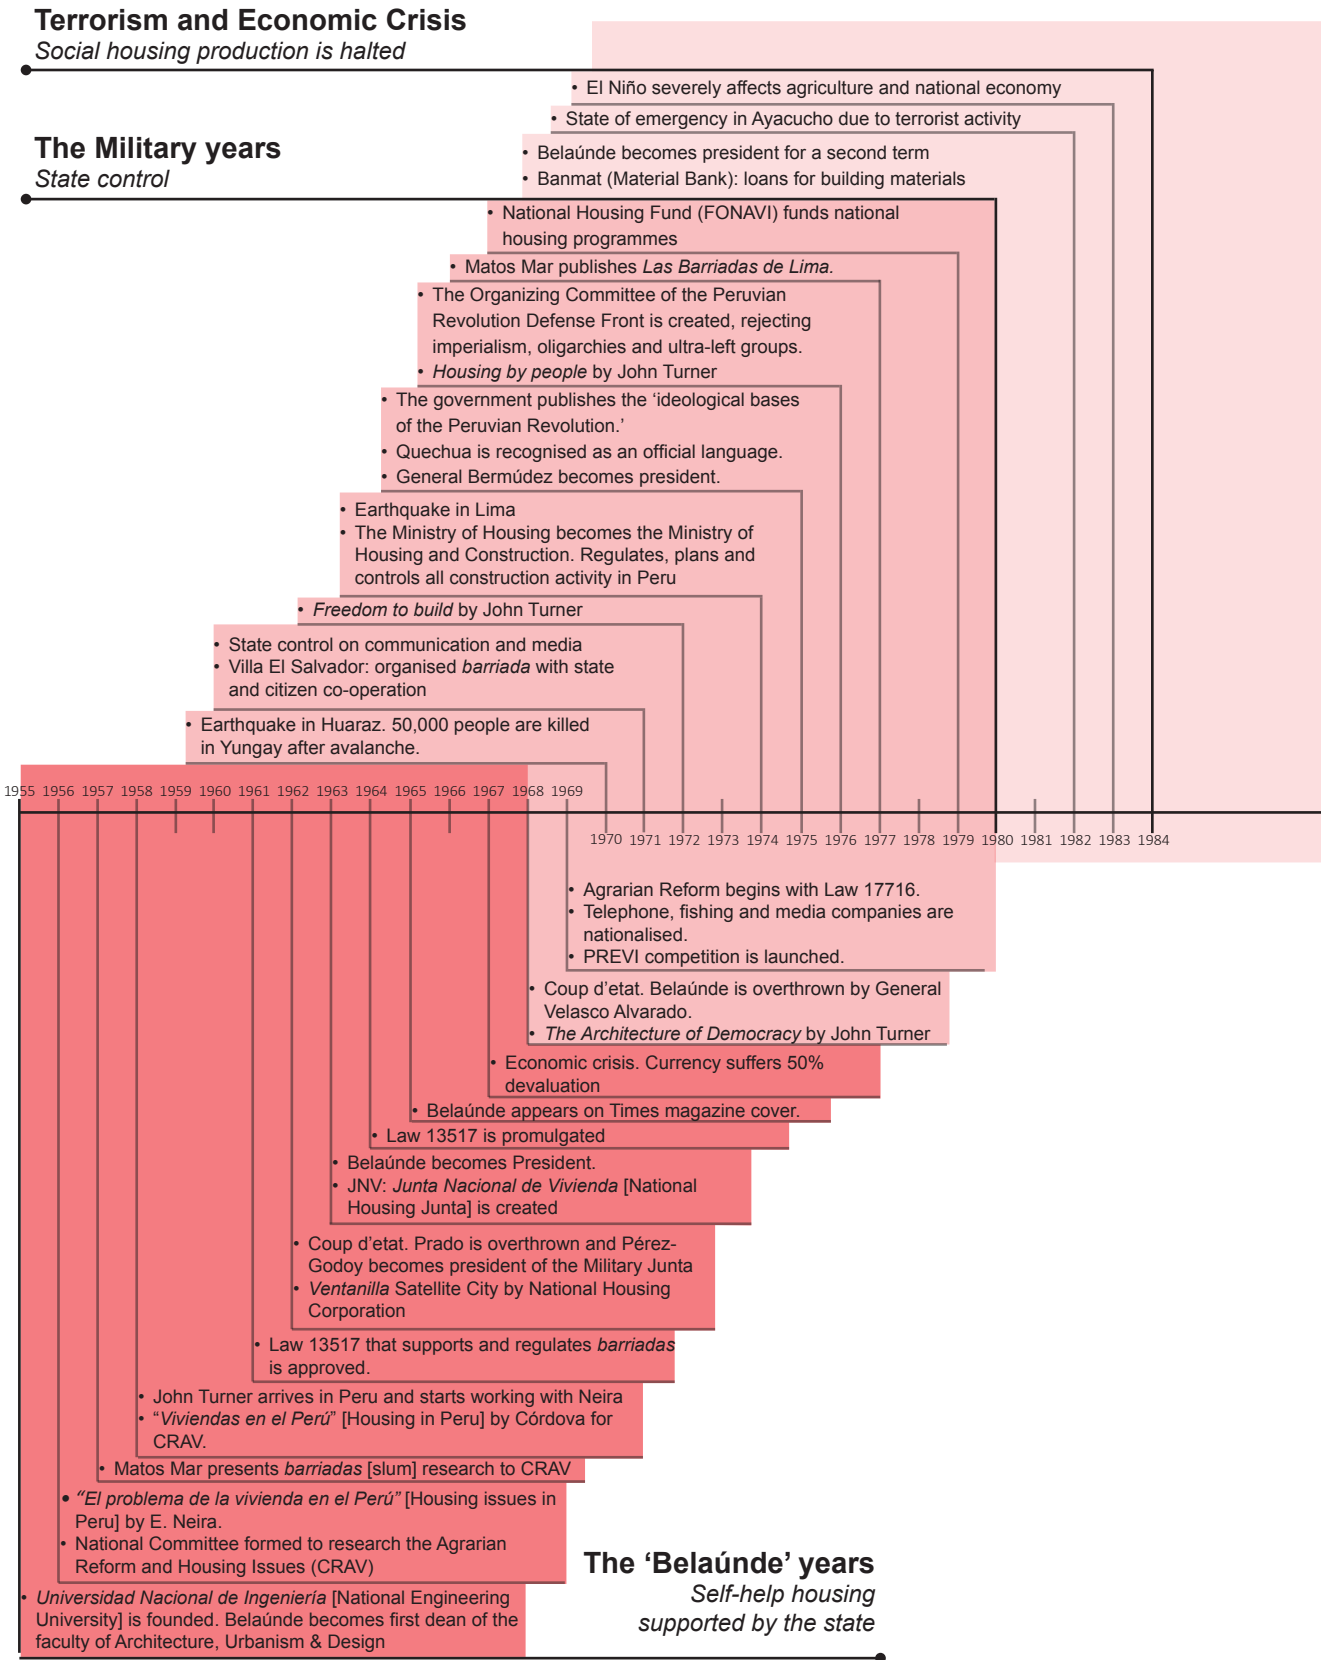 Terrorism and Economic Crisis
Social housing production is halted
• El Niño severely affects agriculture and national economy
• State of emergency in Ayacucho due to terrorist activity
The Military years
State control
• Belaúnde becomes president for a second term
• Banmat (Material Bank): loans for building materials
• National Housing Fund (FONAVI) funds national
housing programmes
• Matos Mar publishes Las Barriadas de Lima.
• The Organizing Committee of the Peruvian
Revolution Defense Front is created, rejecting
imperialism, oligarchies and ultra-left groups.
• Housing by people by John Turner
• The government publishes the ‘ideological bases
of the Peruvian Revolution.’
• Quechua is recognised as an official language.
• General Bermúdez becomes president.
• Earthquake in Lima
• The Ministry of Housing becomes the Ministry of
Housing and Construction. Regulates, plans and
controls all construction activity in Peru
• Freedom to build by John Turner
• State control on communication and media
• Villa El Salvador: organised barriada with state
and citizen co-operation
• Earthquake in Huaraz. 50,000 people are killed
in Yungay after avalanche.
1955 1956 1957 1958 1959 1960 1961 1962 1963 1964 1965 1966 1967 1968 1969
1970 1971 1972 1973 1974 1975 1976 1977 1978 1979 1980 1981 1982 1983 1984
• Agrarian Reform begins with Law 17716.
• Telephone, fishing and media companies are
nationalised.
• PREVI competition is launched.
• Coup d’etat. Belaúnde is overthrown by General
Velasco Alvarado.
• The Architecture of Democracy by John Turner
• Economic crisis. Currency suffers 50%
devaluation
• Belaúnde appears on Times magazine cover.
• Law 13517 is promulgated
• Belaúnde becomes President.
• JNV: Junta Nacional de Vivienda [National
Housing Junta] is created
• Coup d’etat. Prado is overthrown and Pérez-
Godoy becomes president of the Military Junta
• Ventanilla Satellite City by National Housing
Corporation
• Law 13517 that supports and regulates barriadas
is approved.
• John Turner arrives in Peru and starts working with Neira
• “Viviendas en el Perú” [Housing in Peru] by Córdova for
CRAV.
• Matos Mar presents barriadas [slum] research to CRAV
• “El problema de la vivienda en el Perú” [Housing issues in
Peru] by E. Neira.
• National Committee formed to research the Agrarian
Reform and Housing Issues (CRAV)
• Universidad Nacional de Ingeniería [National Engineering
University] is founded. Belaúnde becomes first dean of the
faculty of Architecture, Urbanism & Design
The ‘Belaúnde’ years
Self-help housing
supported by the state